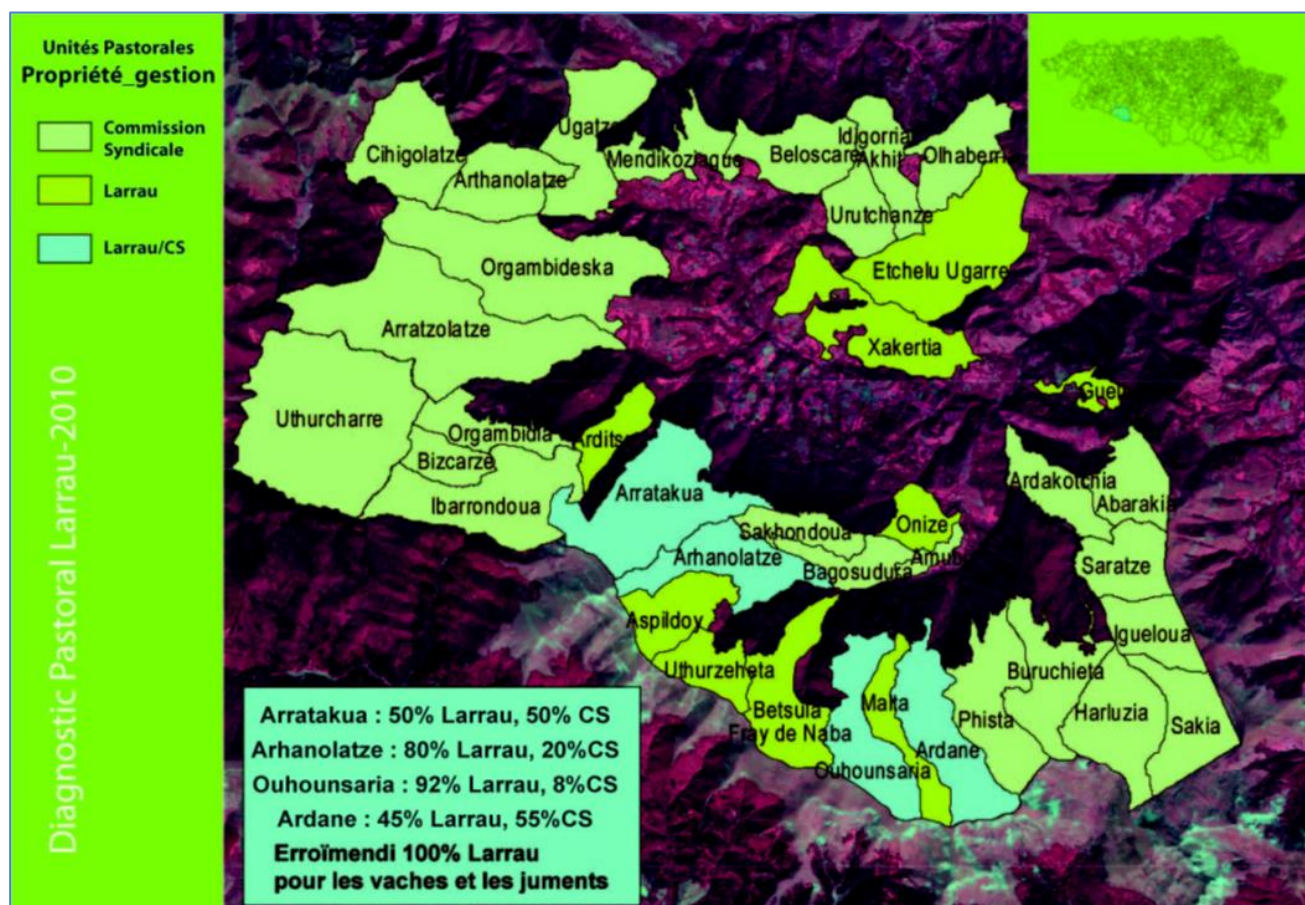 Unités Pastorales
Propriété_gestion
Commission
Syndicale
Larrau
Larrau/CS
Diagnostic Pastoral Larrau-2010
Ugatze
Cihigolatze
Arthanolatze
Mendikoziague
Beloscare
Idigorria
Akhit
Olhaberri
Urutchanze
Orgambideska
Etchelu Ugarre
Arratzolatze
Xakertia
Uthurcharre
Orgambidia
Bizcarze
Ibarrondoua
Arratakua
Ardakotchia
Abarakia
Sakhondoua
Onize
Arhanolatze
Saratze
Aspildoy
Igueloua
Uthurzeheta
Buruchieta
Betsula
Fray de Naba
Malta
Phista
Harluzia
Sakia
Ardane
Ouhounsaria
Arratakua : 50% Larrau, 50% CS
Arhanolatze : 80% Larrau, 20%CS
Ouhounsaria : 92% Larrau, 8%CS
Ardane : 45% Larrau, 55%CS
Erroïmendi 100% Larrau
pour les vaches et les juments